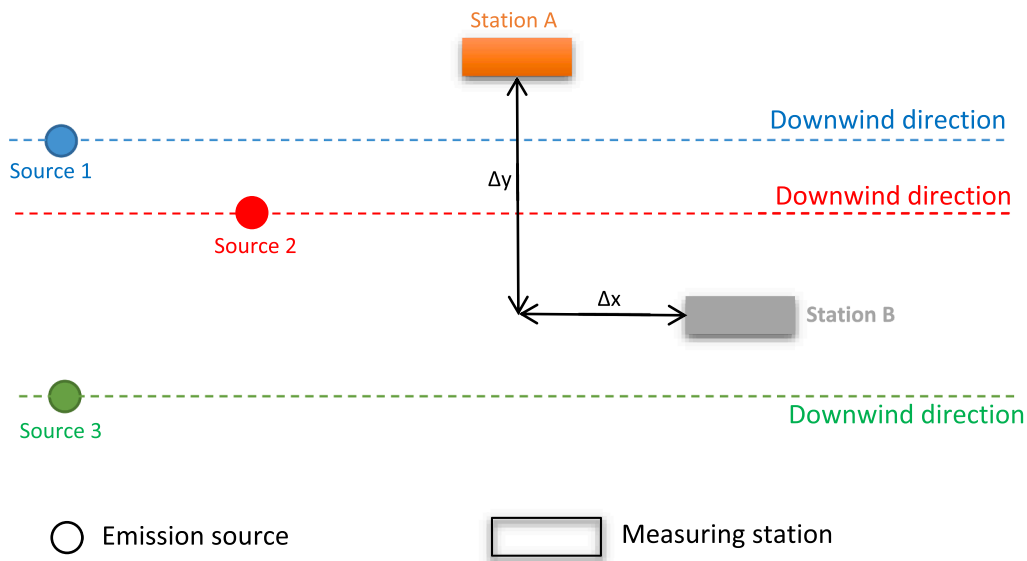 Station A
Downwind direction
Source 1
Δy
Downwind direction
Source 2
Δx
Station B
Downwind direction
Source 3
Emission source
Measuring station